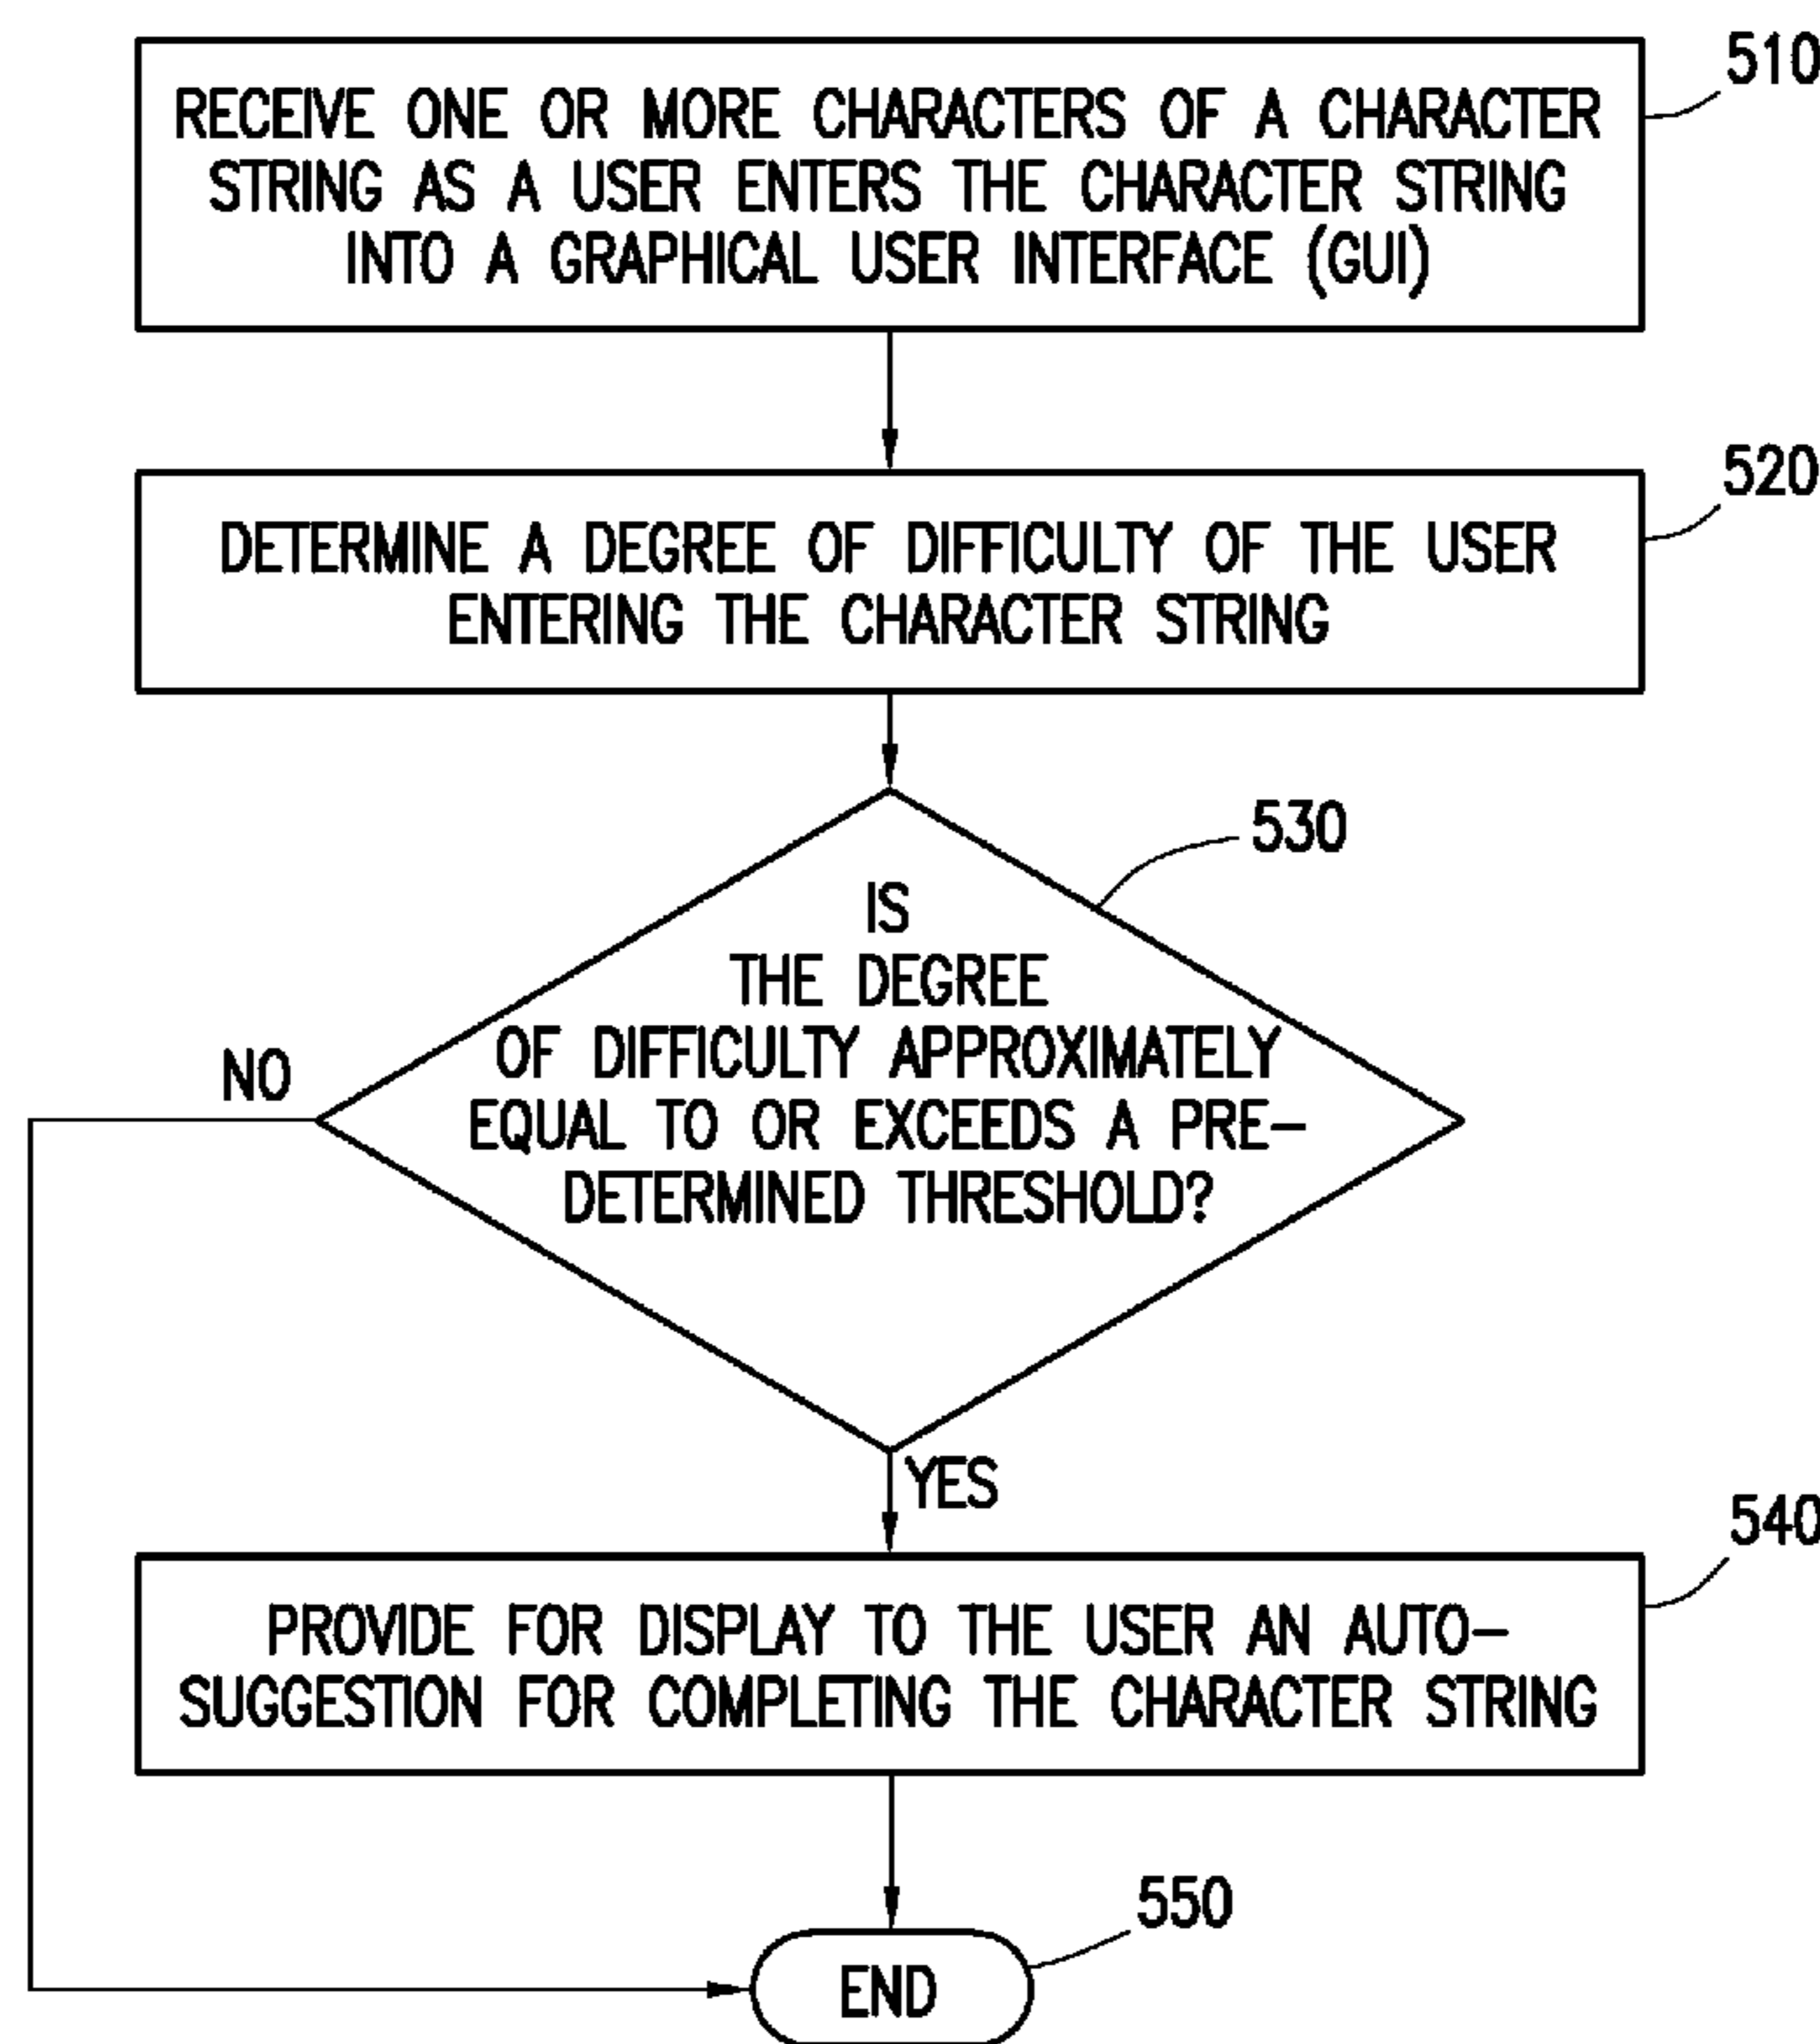 510
RECEIVE ONE OR MORE CHARACTERS OF A CHARACTER
STRING AS A USER ENTERS THE CHARACTER STRING
INTO A GRAPHICAL USER INTERFACE (GUI)
520
DETERMINE A DEGREE OF DIFFICULTY OF THE USER
ENTERING THE CHARACTER STRING
530
IS
THE DEGREE
OF DIFFICULTY APPROXIMATELY
EQUAL TO OR EXCEEDS A PRE-
DETERMINED THRESHOLD?
NO
YES
540
PROVIDE FOR DISPLAY TO THE USER AN AUTO-
SUGGESTION FOR COMPLETING THE CHARACTER STRING
550
END